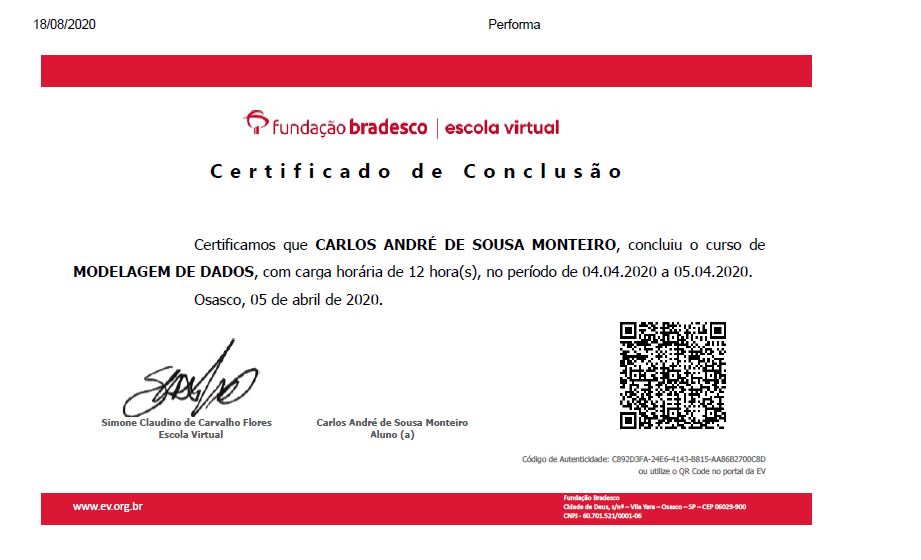 18/08/2020 Performa
fundação bradesco | escola virtual
Certificado de Conclusão
Certificamos que CARLOS ANDRÉ DE SOUSA MONTEIRO, concluiu o curso de
MODELAGEM DE DADOS, com carga horária de 12 hora(s), no período de 04.04.2020 a 05.04.2020.
Osasco, 05 de abril de 2020.
Simone Claudino de Carvalho Flores
Escola Virtual
Carlos André de Sousa Monteiro
Aluno (a)
Código de Autenticidade: C892D3FA-24E6-4143-B815-AA86B2700C8D
ou utilize o QR Code no portal da EV
www.ev.org.br
Fundação Bradesco
Cidade de Deus, s/nº – Vila Yara – Osasco – SP – CEP 06029-900
CNPJ - 60.701.521/0001-06